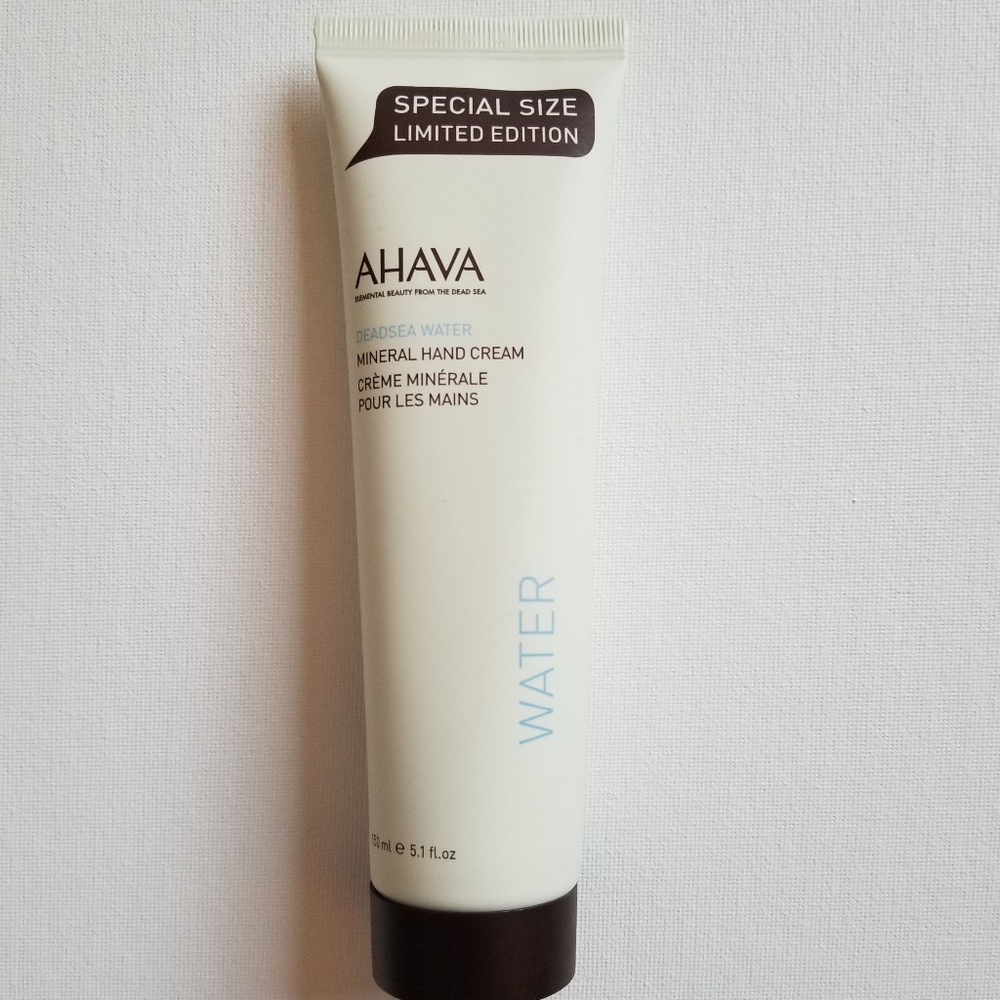 SPECIAL SIZE
LIMITED EDITION
AHAVA
ELEMENTAL BEAUTY FROM THE DEAD SEA
DEADSEA WATER
MINERAL HAND CREAM
CRÈME MINÉRALE
POUR LES MAINS
WATER
150 ml e 5.1 fl.oz